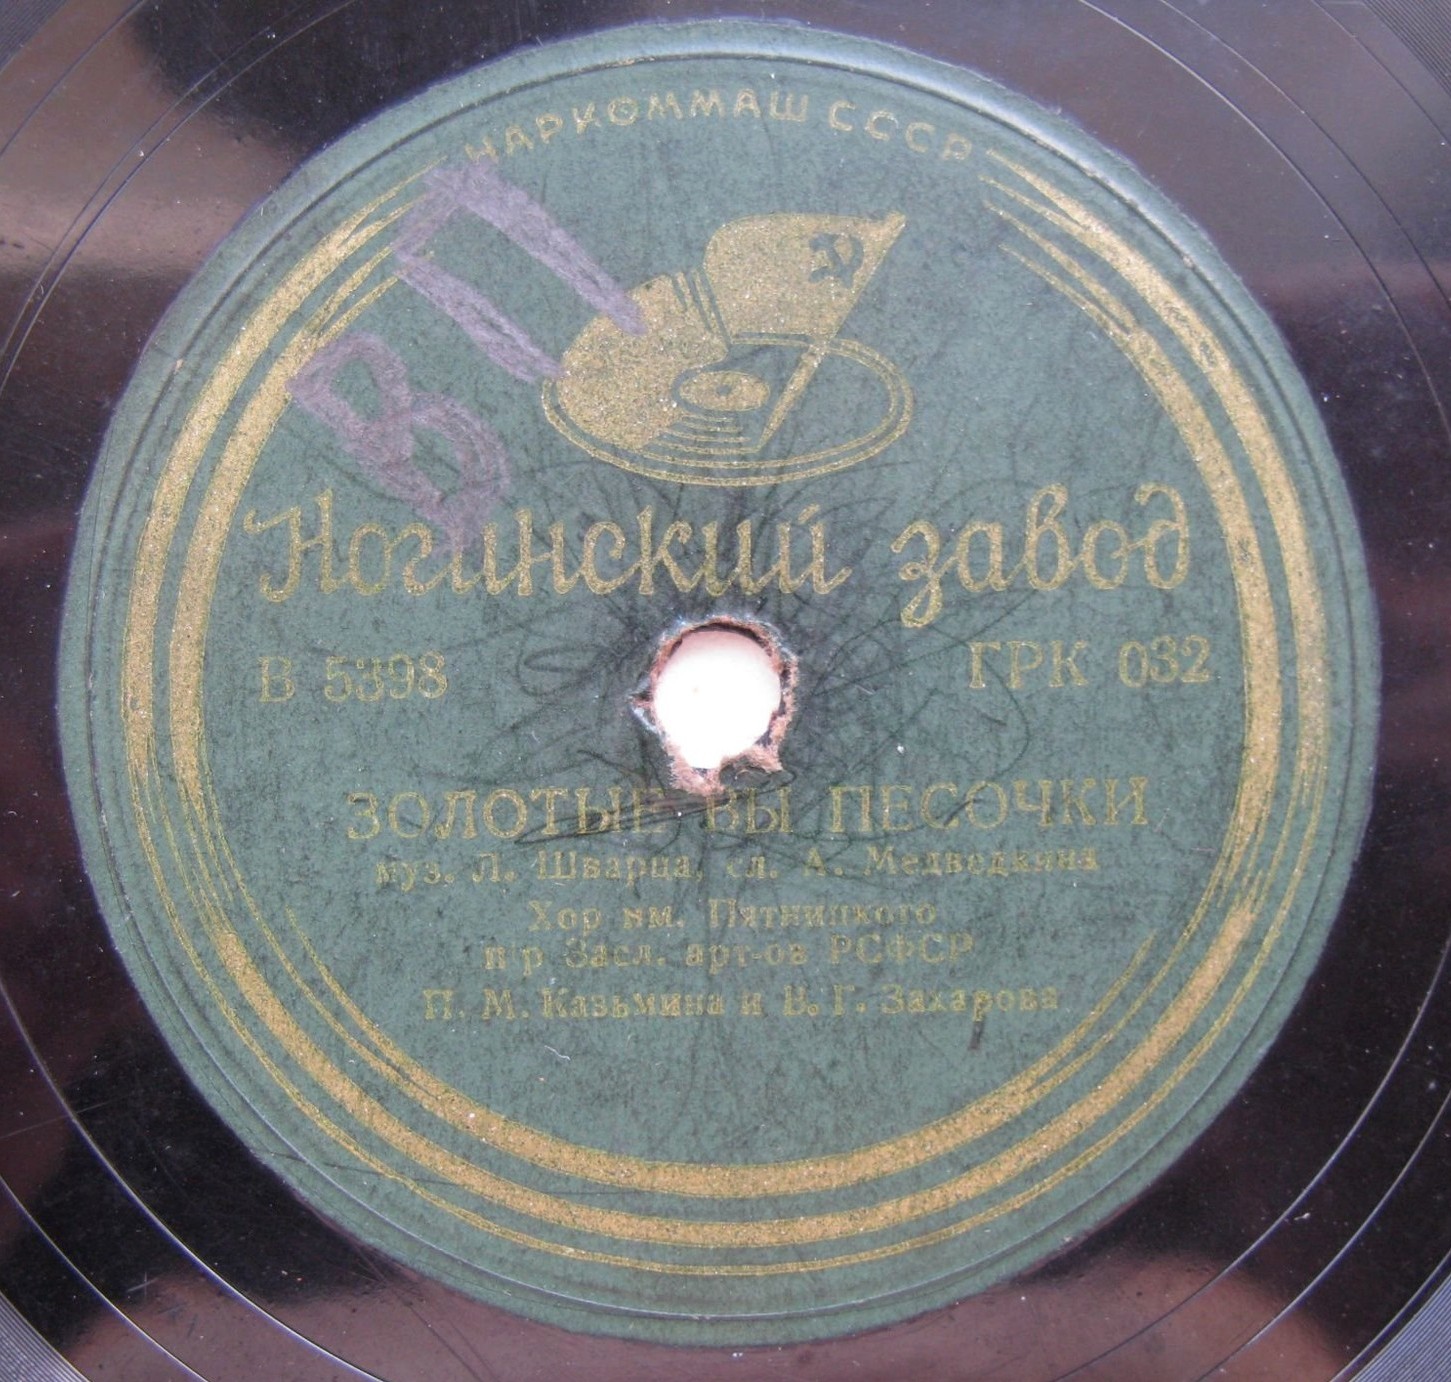 НАРКОММАШ СССР
ВП
Ногинский завод
В 5398 ГРК 032
ЗОЛОТЫЕ ВЫ ПЕСОЧКИ
муз. Л. Шварца, сл. А. Медведкина
Хор им. Пятницкого
п/р Засл. арт-ов РСФСР
П. М. Казьмина и В. Г. Захарова